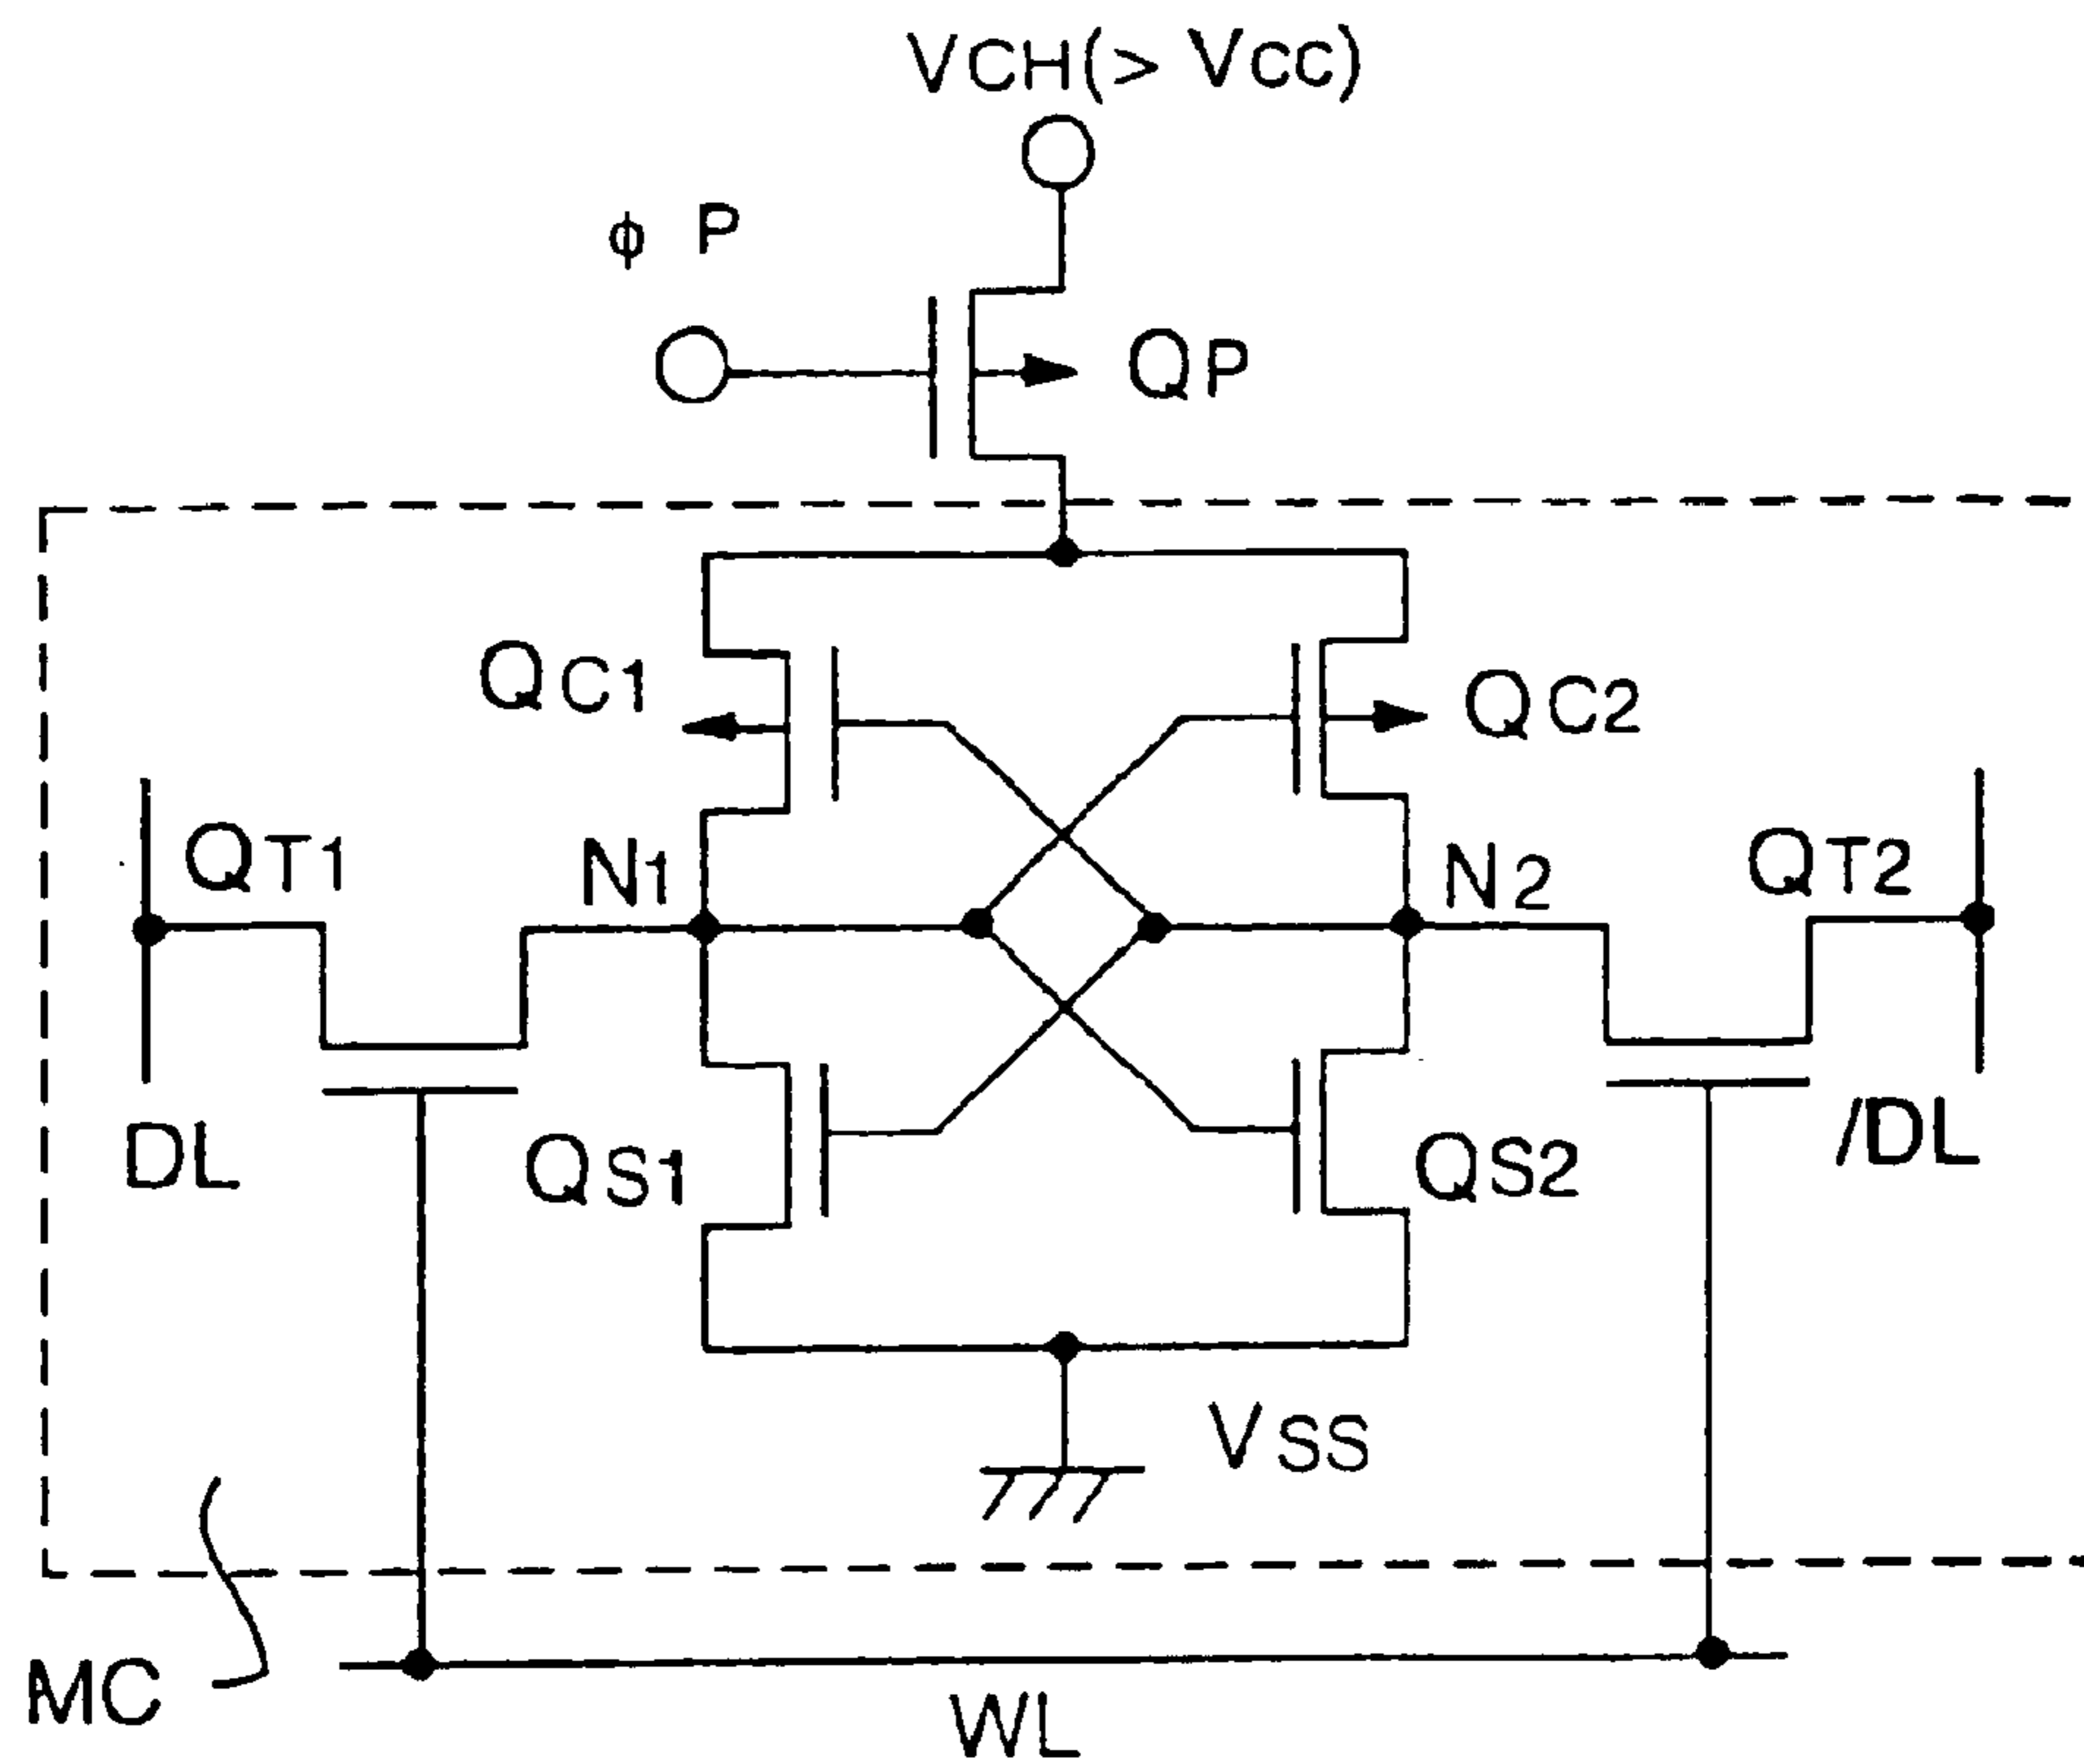 VCH(> VCC)
φ P
QP
QC1
QC2
QT1
N1
N2
QT2
DL
QS1
QS2
/DL
VSS
MC
WL